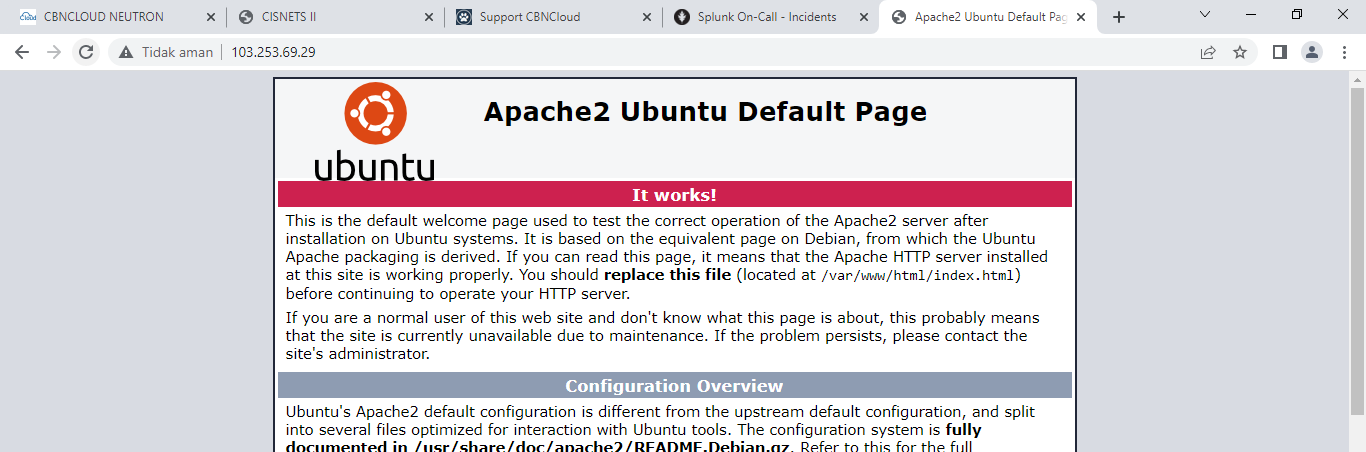 CBNCLOUD NEUTRON
CISNETS II
Support CBNCloud
Splunk On-Call - Incidents
Apache2 Ubuntu Default Pag
Tidak aman
103.253.69.29
ubuntu
Apache2 Ubuntu Default Page
It works!
This is the default welcome page used to test the correct operation of the Apache2 server after
installation on Ubuntu systems. It is based on the equivalent page on Debian, from which the Ubuntu
Apache packaging is derived. If you can read this page, it means that the Apache HTTP server installed
at this site is working properly. You should replace this file (located at /var/www/html/index.html)
before continuing to operate your HTTP server.
If you are a normal user of this web site and don't know what this page is about, this probably means
that the site is currently unavailable due to maintenance. If the problem persists, please contact the
site's administrator.
Configuration Overview
Ubuntu's Apache2 default configuration is different from the upstream default configuration, and split
into several files optimized for interaction with Ubuntu tools. The configuration system is fully
documented in /usr/share/doc/apache2/README.Debian.gz. Refer to this for the full